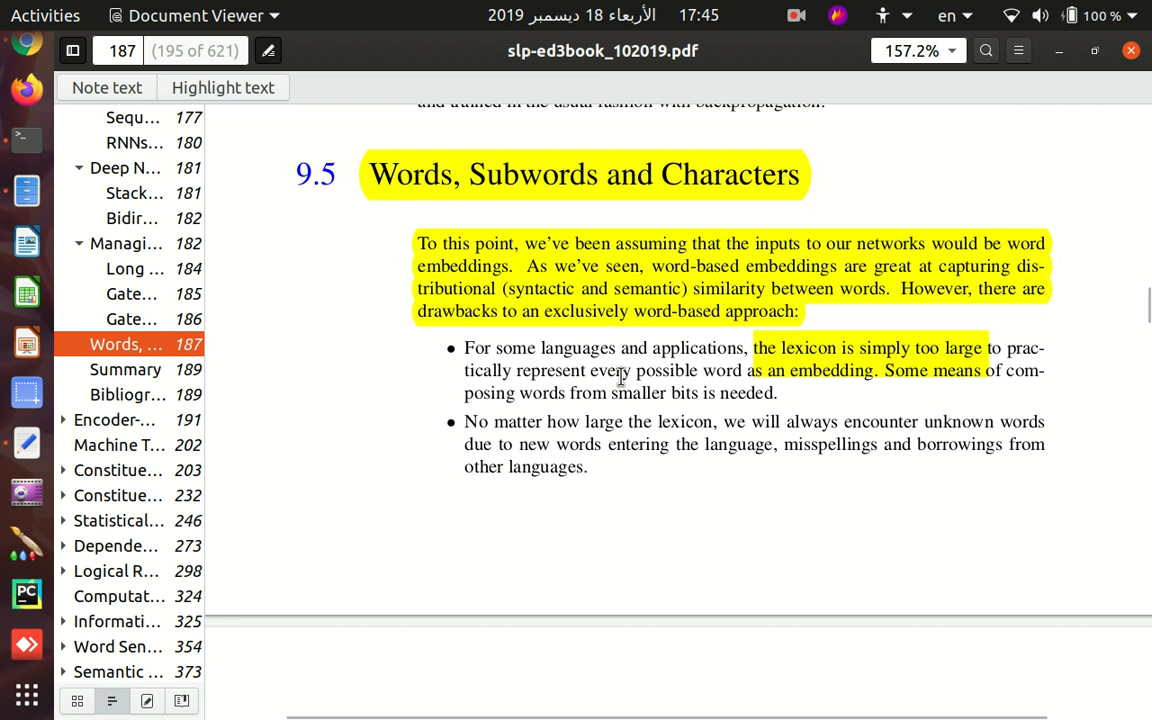 Activities Document Viewer الأربعاء 18 ديسمبر 2019 17:45 en 100 %
187 (195 of 621) slp-ed3book_102019.pdf 157.2%
Note text Highlight text
Sequ... 177
RNNs... 180
Deep N... 181
Stack... 181
Bidir... 182
Managi... 182
Long ... 184
Gate... 185
Gate... 186
Words, ... 187
Summary 189
Bibliogr... 189
Encoder-... 191
Machine T... 202
Constitue... 203
Constitue... 232
Statistical... 246
Depende... 273
Logical R... 298
Computat... 324
Informati... 325
Word Sen... 354
Semantic ... 373
and trained in the usual fashion with backpropagation.
9.5 Words, Subwords and Characters
To this point, we've been assuming that the inputs to our networks would be word
embeddings. As we've seen, word-based embeddings are great at capturing dis-
tributional (syntactic and semantic) similarity between words. However, there are
drawbacks to an exclusively word-based approach:
• For some languages and applications, the lexicon is simply too large to prac-
tically represent every possible word as an embedding. Some means of com-
posing words from smaller bits is needed.
• No matter how large the lexicon, we will always encounter unknown words
due to new words entering the language, misspellings and borrowings from
other languages.
PC